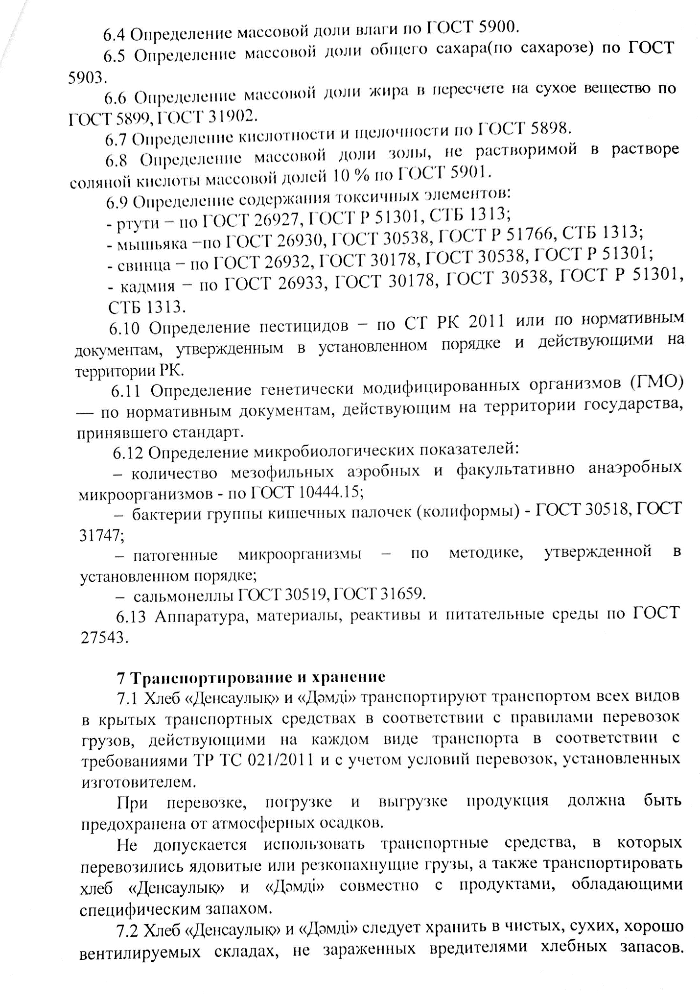 6.4 Определение массовой доли влаги по ГОСТ 5900.
6.5 Определение массовой доли общего сахара(по сахарозе) по ГОСТ
5903.
6.6 Определение массовой доли жира в пересчете на сухое вещество по
ГОСТ 5899, ГОСТ 31902.
6.7 Определение кислотности и щелочности по ГОСТ 5898.
6.8 Определение массовой доли золы, не растворимой в растворе
соляной кислоты массовой долей 10 % по ГОСТ 5901.
6.9 Определение содержания токсичных элементов:
- ртути − по ГОСТ 26927, ГОСТ Р 51301, СТБ 1313;
- мышьяка −по ГОСТ 26930, ГОСТ 30538, ГОСТ Р 51766, СТБ 1313;
- свинца − по ГОСТ 26932, ГОСТ 30178, ГОСТ 30538, ГОСТ Р 51301;
- кадмия − по ГОСТ 26933, ГОСТ 30178, ГОСТ 30538, ГОСТ Р 51301,
СТБ 1313.
6.10 Определение пестицидов − по СТ РК 2011 или по нормативным
документам, утвержденным в установленном порядке и действующими на
территории РК.
6.11 Определение генетически модифицированных организмов (ГМО)
— по нормативным документам, действующим на территории государства,
принявшего стандарт.
6.12 Определение микробиологических показателей:
– количество мезофильных аэробных и факультативно анаэробных
микроорганизмов - по ГОСТ 10444.15;
– бактерии группы кишечных палочек (колиформы) - ГОСТ 30518, ГОСТ
31747;
– патогенные микроорганизмы – по методике, утвержденной в
установленном порядке;
– сальмонеллы ГОСТ 30519, ГОСТ 31659.
6.13 Аппаратура, материалы, реактивы и питательные среды по ГОСТ
27543.
7 Транспортирование и хранение
7.1 Хлеб «Денсаулық» и «Дәмді» транспортируют транспортом всех видов
в крытых транспортных средствах в соответствии с правилами перевозок
грузов, действующими на каждом виде транспорта в соответствии с
требованиями ТР ТС 021/2011 и с учетом условий перевозок, установленных
изготовителем.
При перевозке, погрузке и выгрузке продукция должна быть
предохранена от атмосферных осадков.
Не допускается использовать транспортные средства, в которых
перевозились ядовитые или резкопахнущие грузы, а также транспортировать
хлеб «Денсаулық» и «Дәмді» совместно с продуктами, обладающими
специфическим запахом.
7.2 Хлеб «Денсаулық» и «Дәмді» следует хранить в чистых, сухих, хорошо
вентилируемых складах, не зараженных вредителями хлебных запасов.